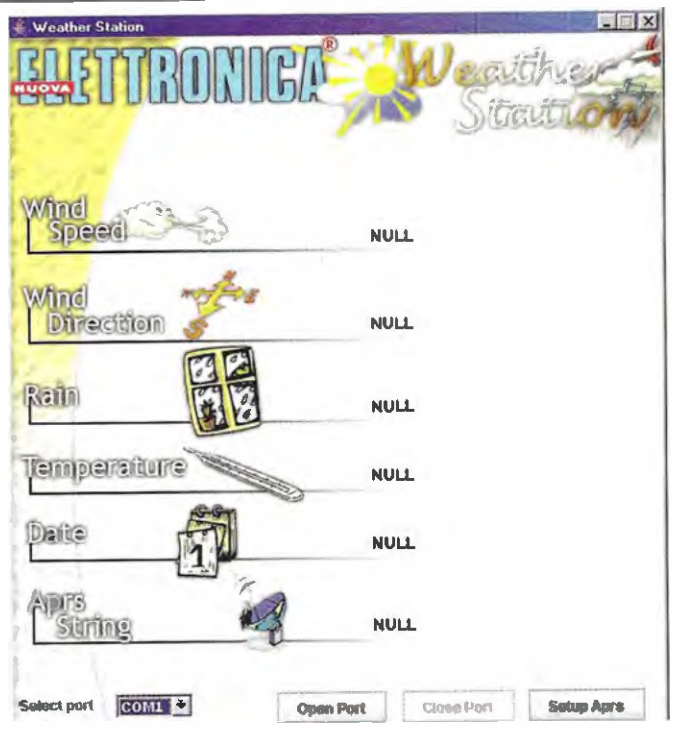 Weather Station
ELETTRONICA®
NUOVA
Weather
Station
Wind
Speed
NULL
Wind
Direction
N
E
S
NULL
Rain
NULL
Temperature
NULL
Date
1
NULL
Aprs
String
NULL
Select port COM1 Open Port Close Port Setup Aprs